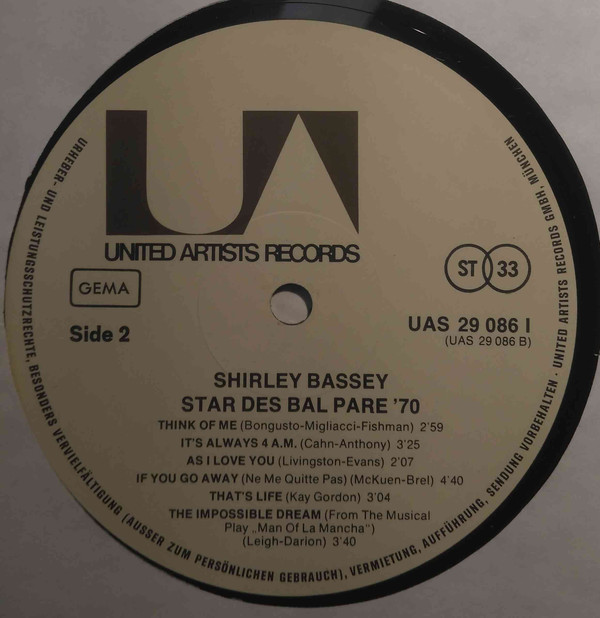 UA
UNITED ARTISTS RECORDS
GEMA
ST 33
Side 2
UAS 29 086 I
(UAS 29 086 B)
SHIRLEY BASSEY
STAR DES BAL PARE '70
THINK OF ME (Bongusto-Migliacci-Fishman) 2'59
IT'S ALWAYS 4 A.M. (Cahn-Anthony) 3'25
AS I LOVE YOU (Livingston-Evans) 2'07
IF YOU GO AWAY (Ne Me Quitte Pas) (McKuen-Brel) 4'40
THAT'S LIFE (Kay Gordon) 3'04
THE IMPOSSIBLE DREAM (From The Musical
Play „Man Of La Mancha")
(Leigh-Darion) 3'40
URHEBER- UND LEISTUNGSSCHUTZRECHTE, BESONDERS VERVIELFÄLTIGUNG (AUSSER ZUM PERSÖNLICHEN GEBRAUCH), VERMIETUNG, AUFFÜHRUNG, SENDUNG VORBEHALTEN · UNITED ARTISTS RECORDS GMBH, MÜNCHEN